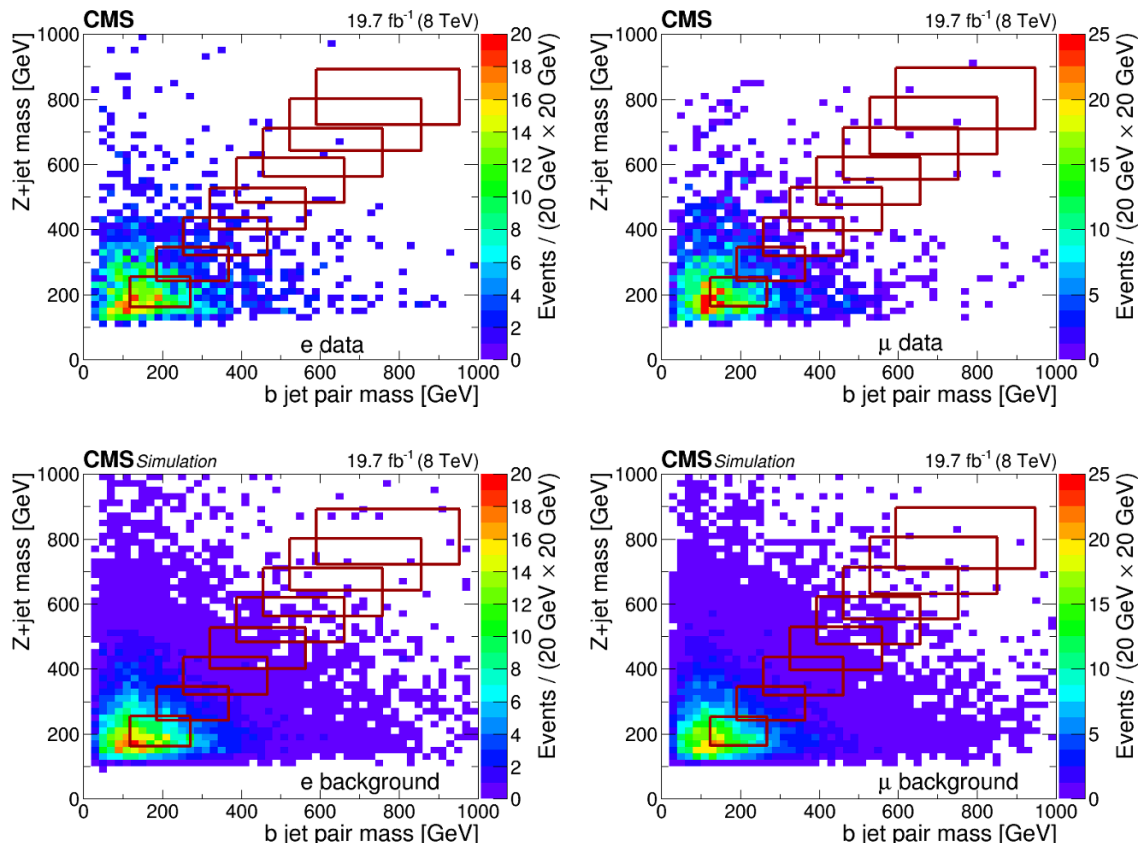 CMS 19.7 fb⁻¹ (8 TeV)
Z+jet mass [GeV]
1000
800
600
400
200
0
e data
0 200 400 600 800 1000
b jet pair mass [GeV]
20
18
16
14
12
10
8
6
4
2
0
Events / (20 GeV × 20 GeV)
CMS 19.7 fb⁻¹ (8 TeV)
Z+jet mass [GeV]
1000
800
600
400
200
0
μ data
0 200 400 600 800 1000
b jet pair mass [GeV]
25
20
15
10
5
0
Events / (20 GeV × 20 GeV)
CMS Simulation 19.7 fb⁻¹ (8 TeV)
Z+jet mass [GeV]
1000
800
600
400
200
0
e background
0 200 400 600 800 1000
b jet pair mass [GeV]
20
18
16
14
12
10
8
6
4
2
0
Events / (20 GeV × 20 GeV)
CMS Simulation 19.7 fb⁻¹ (8 TeV)
Z+jet mass [GeV]
1000
800
600
400
200
0
μ background
0 200 400 600 800 1000
b jet pair mass [GeV]
25
20
15
10
5
0
Events / (20 GeV × 20 GeV)